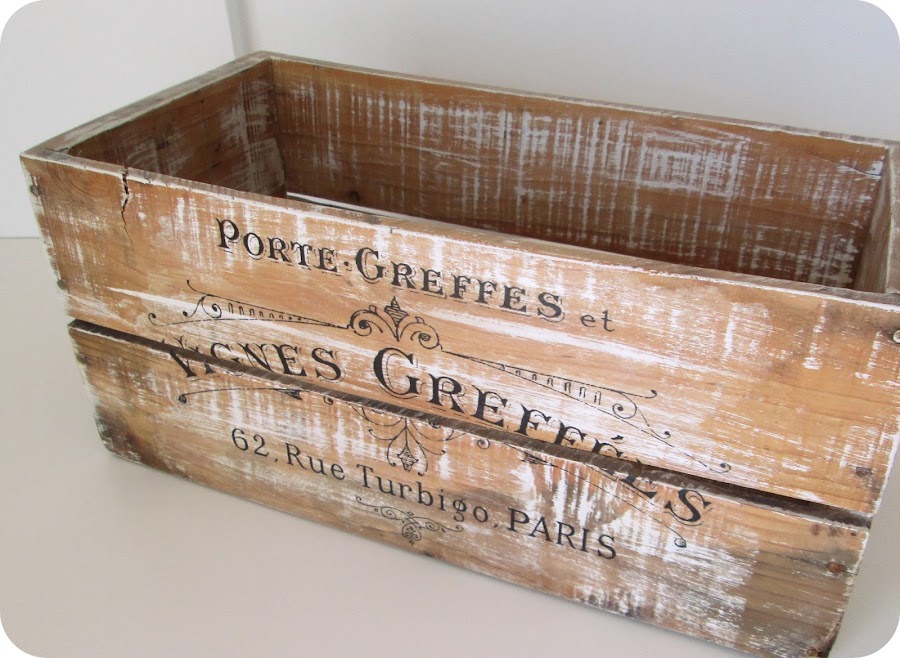 PORTE-GREFFES et
VIGNES GREFFÉES
62, Rue Turbigo, PARIS